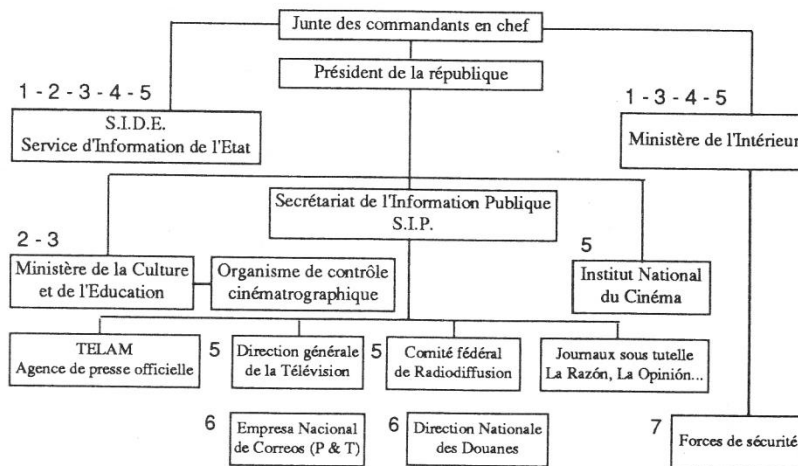 Junte des commandants en chef
Président de la république
1 - 2 - 3 - 4 - 5
S.I.D.E.
Service d'Information de l'Etat
1 - 3 - 4 - 5
Ministère de l'Intérieur
Secrétariat de l'Information Publique
S.I.P.
2 - 3
Ministère de la Culture
et de l'Education
Organisme de contrôle
cinématrographique
5
Institut National
du Cinéma
TELAM
Agence de presse officielle
5
Direction générale
de la Télévision
5
Comité fédéral
de Radiodiffusion
Journaux sous tutelle
La Razón, La Opinión...
6
Empresa Nacional
de Correos (P & T)
6
Direction Nationale
des Douanes
7
Forces de sécurité